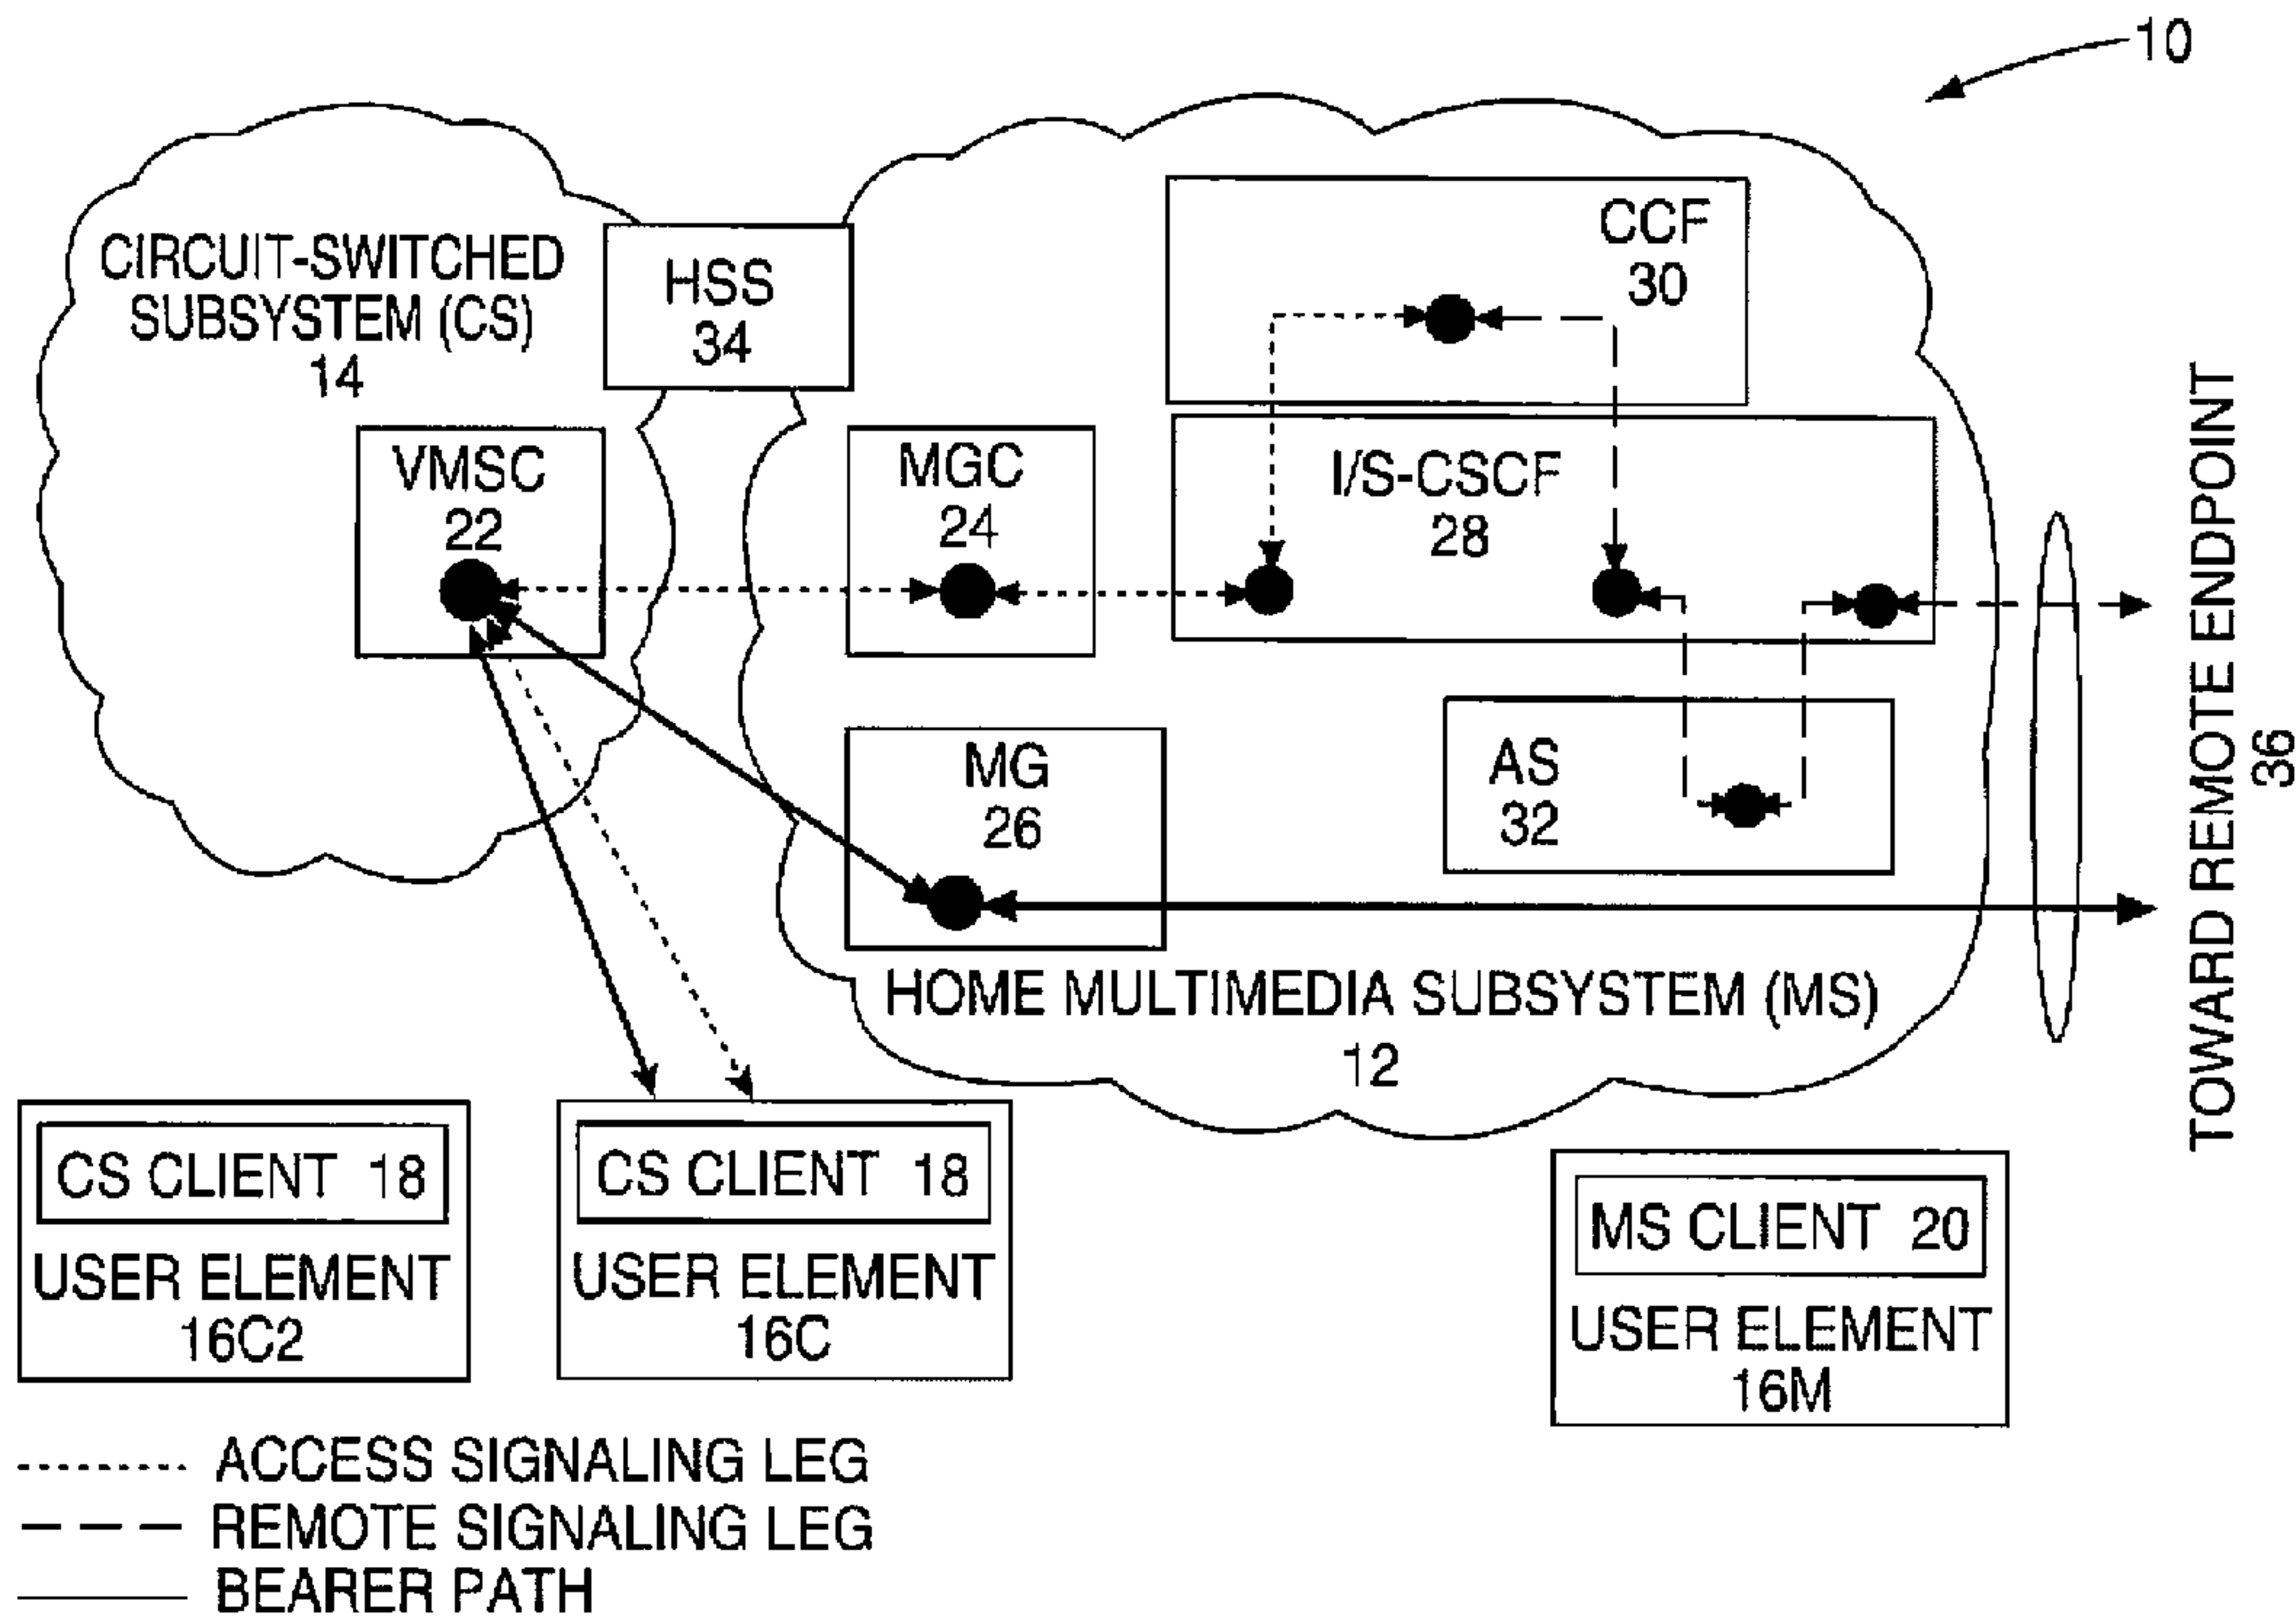 10
CIRCUIT-SWITCHED
SUBSYSTEM (CS)
14
HSS
34
CCF
30
VMSC
22
MGC
24
I/S-CSCF
28
MG
26
AS
32
HOME MULTIMEDIA SUBSYSTEM (MS)
12
TOWARD REMOTE ENDPOINT
36
CS CLIENT 18
USER ELEMENT
16C2
CS CLIENT 18
USER ELEMENT
16C
MS CLIENT 20
USER ELEMENT
16M
ACCESS SIGNALING LEG
REMOTE SIGNALING LEG
BEARER PATH